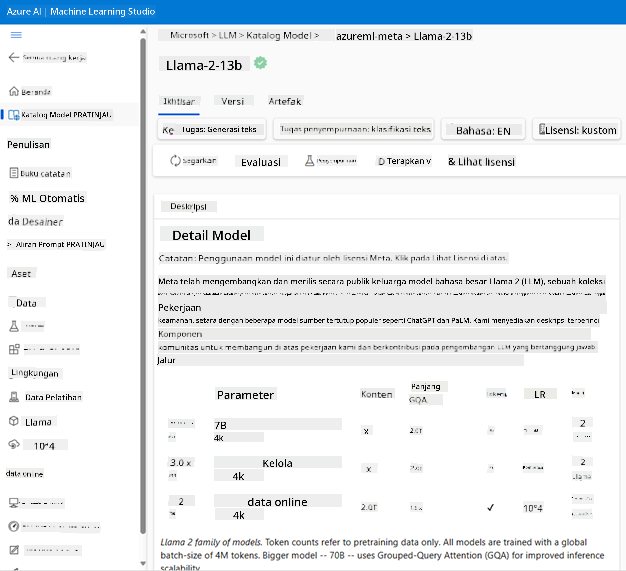 Azure AI | Machine Learning Studio
Microsoft > LLM > Katalog Model > azureml-meta > Llama-2-13b
Semua ruang kerja
Beranda
Katalog Model PRATINJAU
Penulisan
Buku catatan
% ML Otomatis
da Desainer
> Aliran Prompt PRATINJAU
Aset
Data
Lingkungan
Data Pelatihan
Llama
10°4
data online
Llama-2-13b
Ikhtisar Versi Artefak
Ke Tugas: Generasi teks Tugas penyempurnaan: klasifikasi teks Bahasa: EN Lisensi: kustom
Segarkan Evaluasi Penyempurnaan D Terapkan v & Lihat lisensi
Deskripsi
Detail Model
Catatan: Penggunaan model ini diatur oleh lisensi Meta. Klik pada Lihat Lisensi di atas.
Meta telah mengembangkan dan merilis secara publik keluarga model bahasa besar Llama 2 (LLM), sebuah koleksi
Pekerjaan
keamanan, setara dengan beberapa model sumber tertutup populer seperti ChatGPT dan PaLM. Kami menyediakan deskripsi terperinci
Komponen
komunitas untuk membangun di atas pekerjaan kami dan berkontribusi pada pengembangan LLM yang bertanggung jawab
Jalur
Parameter Konten Panjang GQA Token LR
7B 4k x 2.0T 2
3.0 x Kelola 4k x 2.0T 2 Llama
2 data online 4k 2.0T ✓ 10°4
Llama 2 family of models. Token counts refer to pretraining data only. All models are trained with a global
batch-size of 4M tokens. Bigger model -- 70B -- uses Grouped-Query Attention (GQA) for improved inference
scalability.